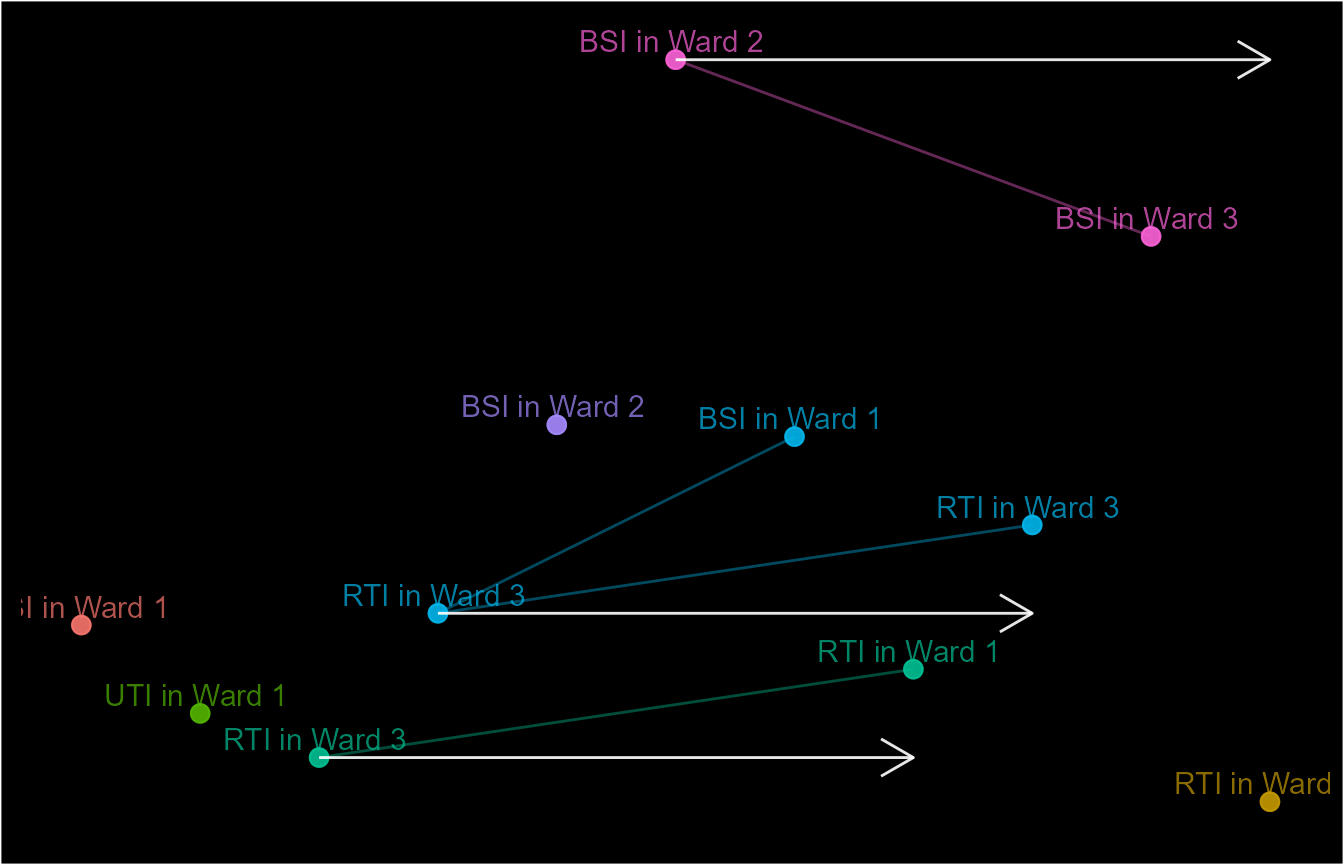 BSI in Ward 2
BSI in Ward 3
BSI in Ward 2
BSI in Ward 1
RTI in Ward 3
RTI in Ward 3
in Ward 1
RTI in Ward 1
UTI in Ward 1
RTI in Ward 3
RTI in Ward